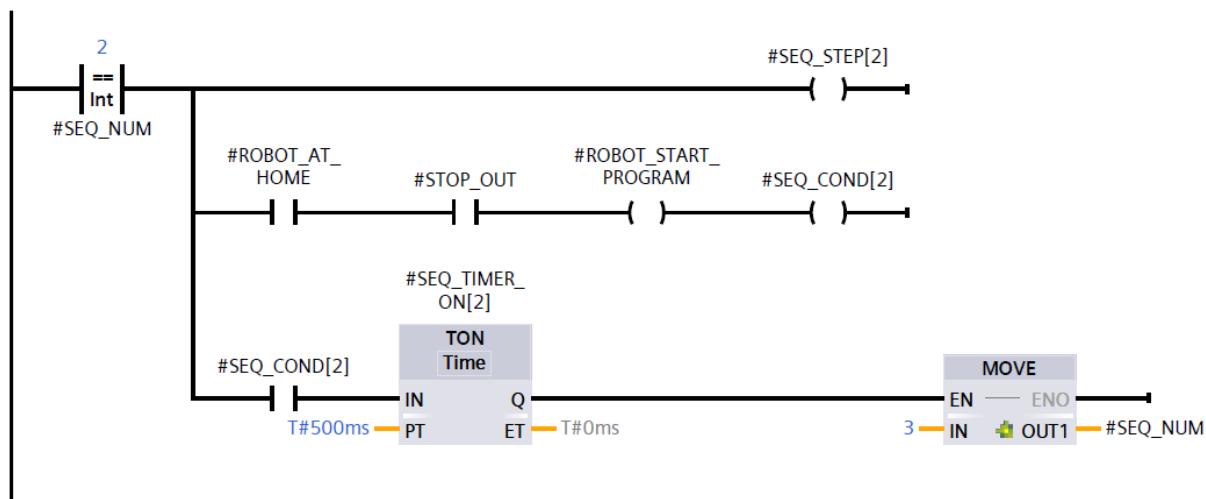 2
==
Int
#SEQ_NUM
#SEQ_STEP[2]
#ROBOT_AT_
HOME
#STOP_OUT
#ROBOT_START_
PROGRAM
#SEQ_COND[2]
#SEQ_TIMER_
ON[2]
TON
Time
#SEQ_COND[2]
IN Q
T#500ms PT ET T#0ms
MOVE
EN ENO
3 IN OUT1 #SEQ_NUM